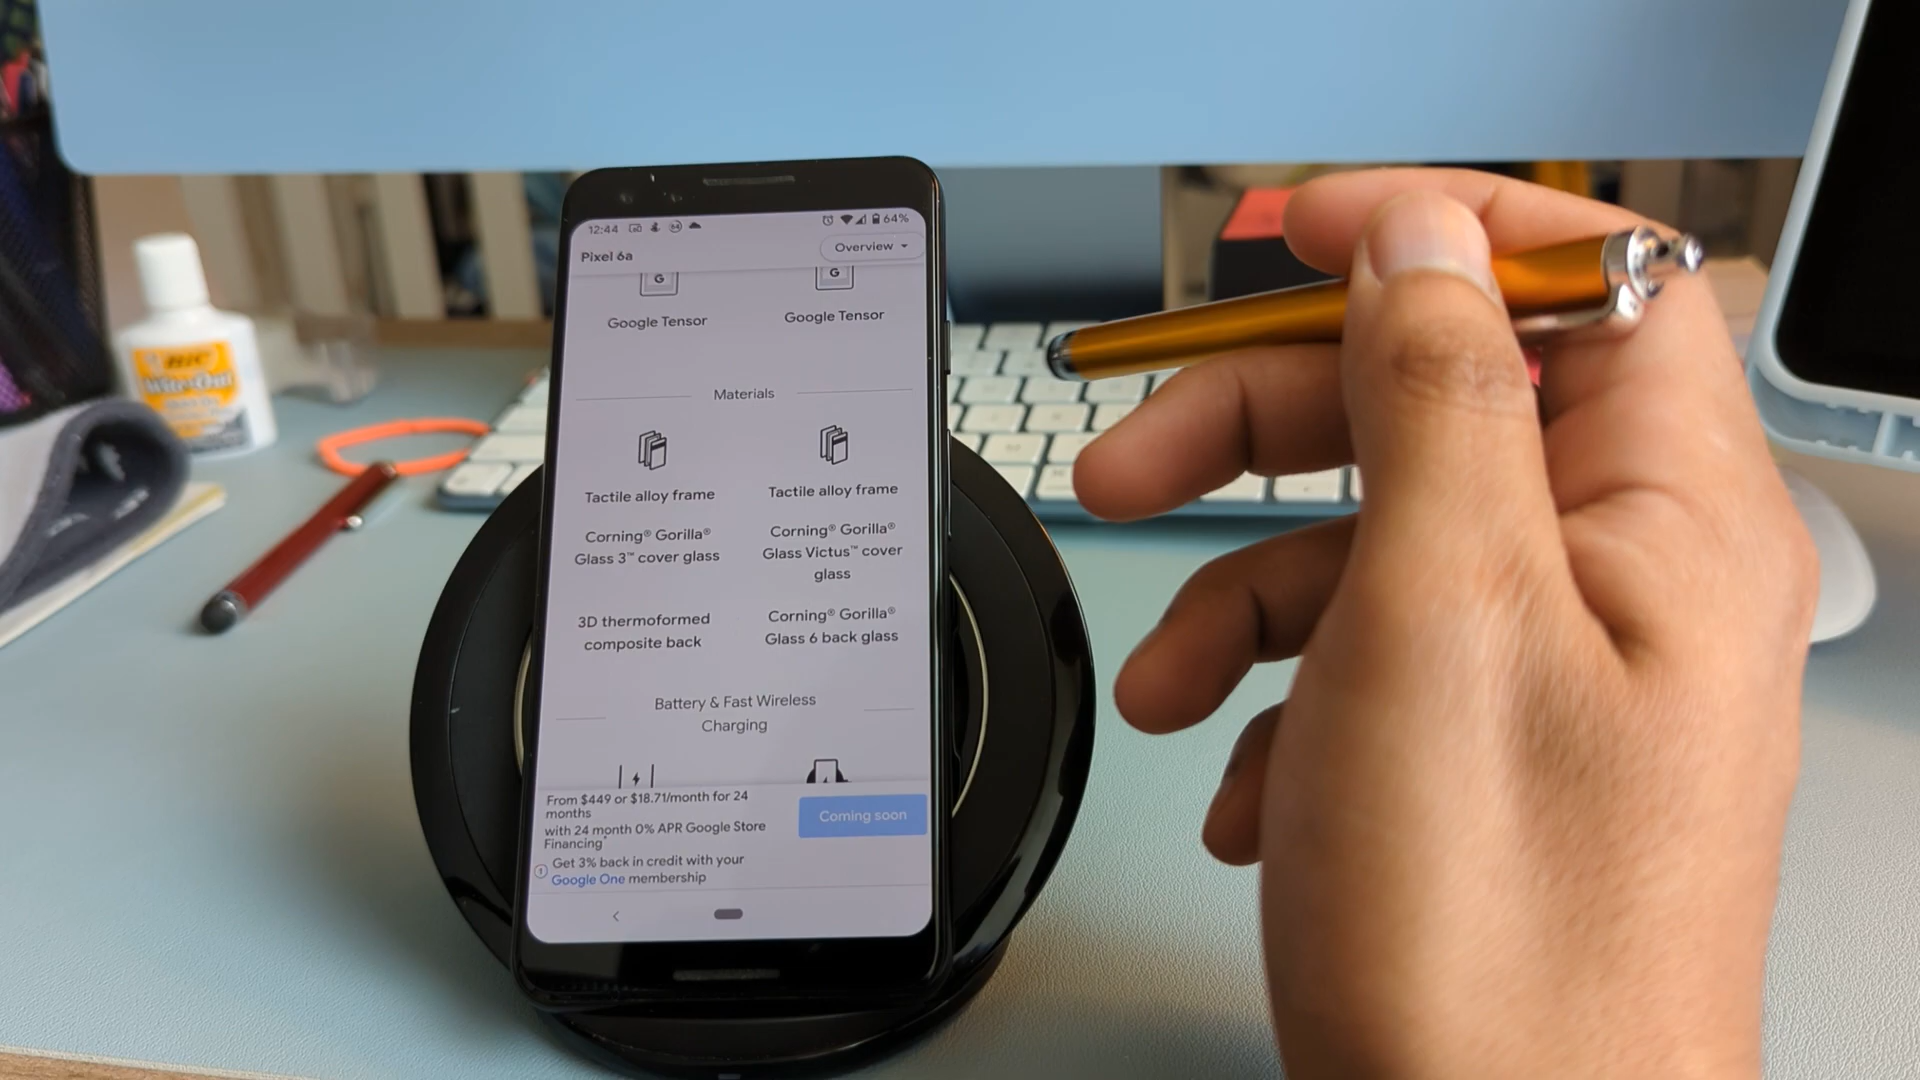 12:44
64%
Pixel 6a
Overview
G
G
Google Tensor
Google Tensor
Materials
Tactile alloy frame
Tactile alloy frame
Corning® Gorilla®
Glass 3™ cover glass
Corning® Gorilla®
Glass Victus™ cover
glass
3D thermoformed
composite back
Corning® Gorilla®
Glass 6 back glass
Battery & Fast Wireless
Charging
From $449 or $18.71/month for 24
months
with 24 month 0% APR Google Store
Financing*
Coming soon
Get 3% back in credit with your
Google One membership
BIC
Wite-Out